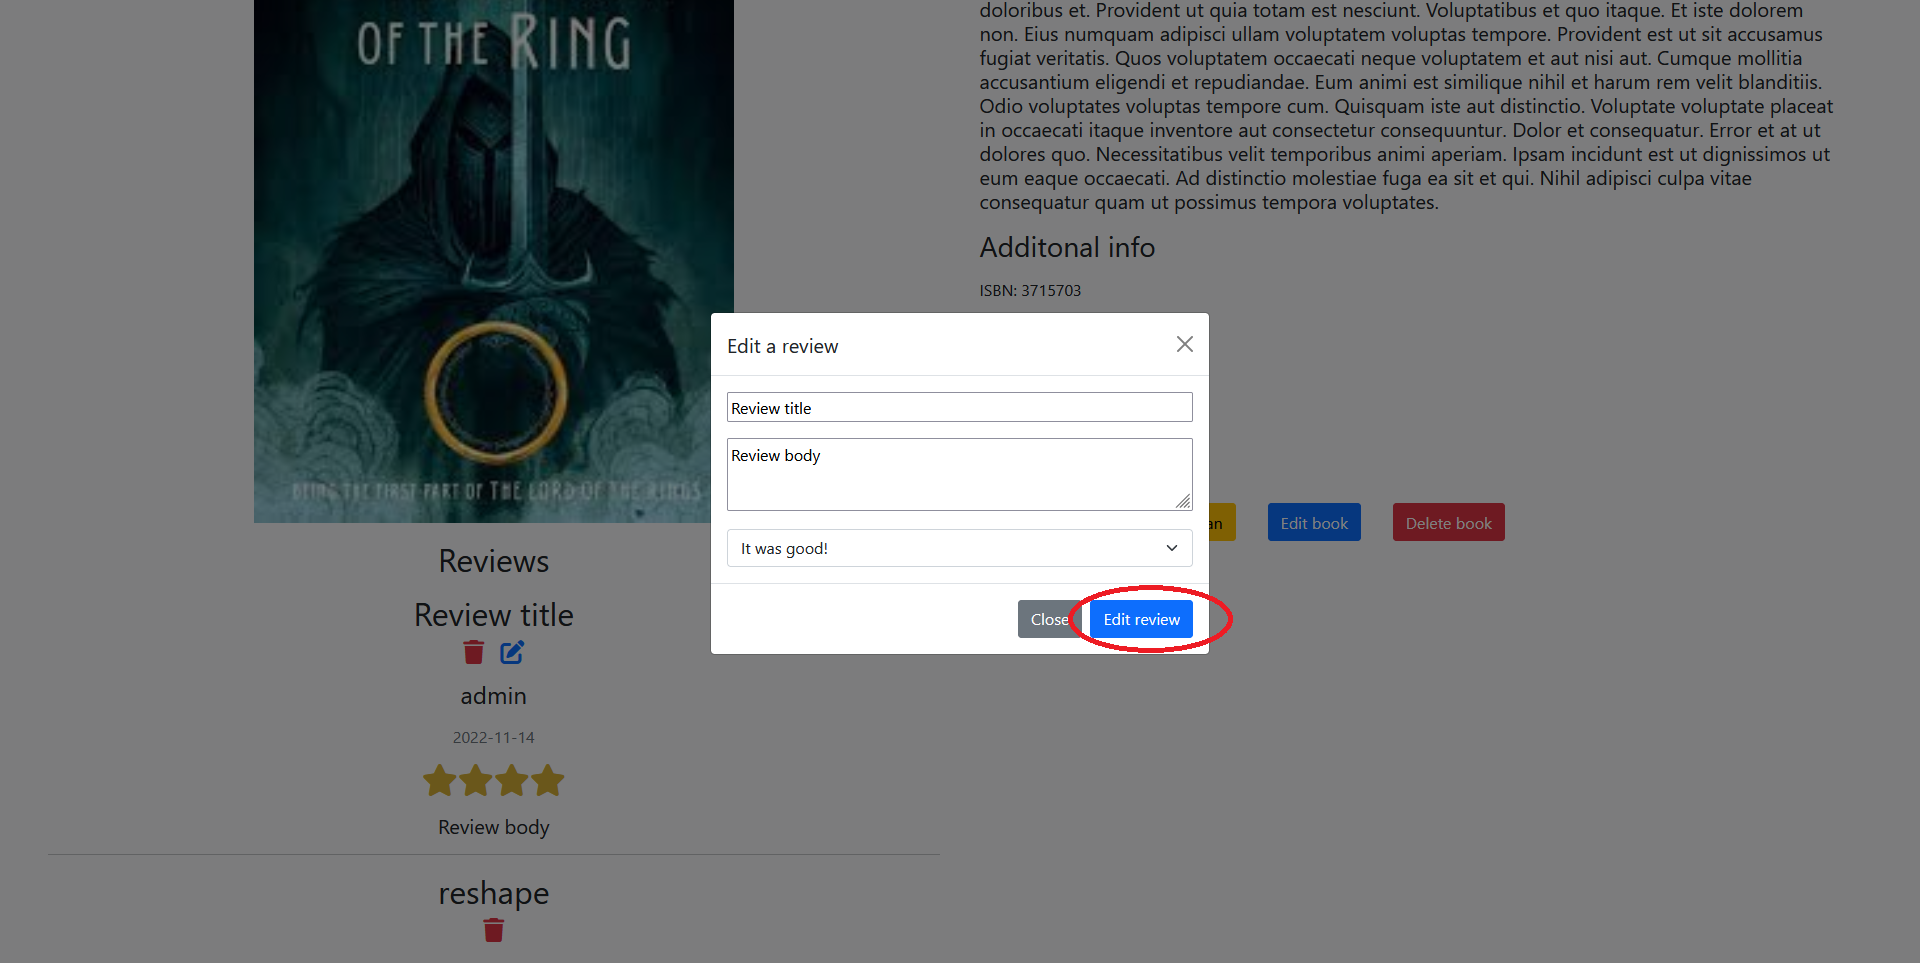 OF THE RING
BEING THE FIRST PART OF THE LORD OF THE RINGS
Reviews
Review title
admin
2022-11-14
Review body
reshape
doloribus et. Provident ut quia totam est nesciunt. Voluptatibus et quo itaque. Et iste dolorem
non. Eius numquam adipisci ullam voluptatem voluptas tempore. Provident est ut sit accusamus
fugiat veritatis. Quos voluptatem occaecati neque voluptatem et aut nisi aut. Cumque mollitia
accusantium eligendi et repudiandae. Eum animi est similique nihil et harum rem velit blanditiis.
Odio voluptates voluptas tempore cum. Quisquam iste aut distinctio. Voluptate voluptate placeat
in occaecati itaque inventore aut consectetur consequuntur. Dolor et consequatur. Error et at ut
dolores quo. Necessitatibus velit temporibus animi aperiam. Ipsam incidunt est ut dignissimos ut
eum eaque occaecati. Ad distinctio molestiae fuga ea sit et qui. Nihil adipisci culpa vitae
consequatur quam ut possimus tempora voluptates.
Additonal info
ISBN: 3715703
an
Edit book
Delete book
Edit a review
Review title
Review body
It was good!
Close
Edit review